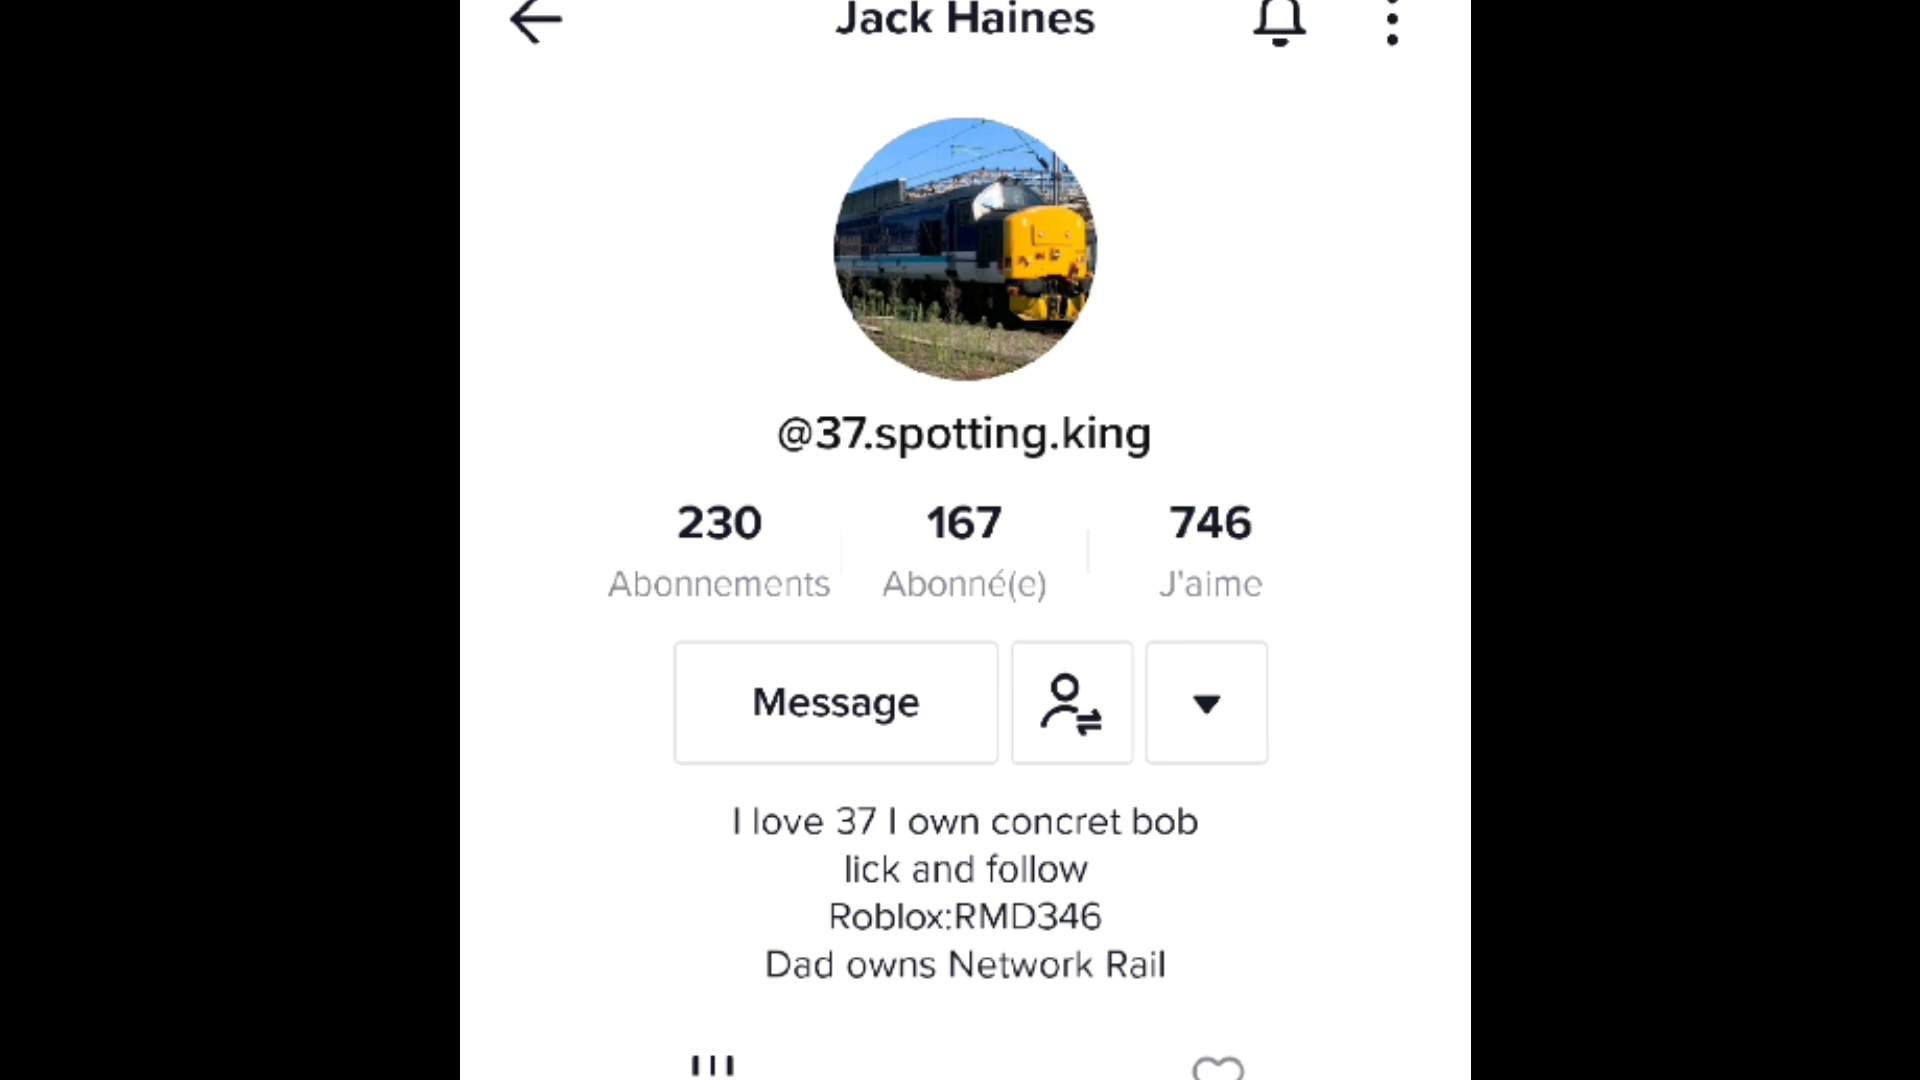 Jack Haines
@37.spotting.king
230 167 746
Abonnements Abonné(e) J'aime
Message
I love 37 I own concret bob
lick and follow
Roblox:RMD346
Dad owns Network Rail